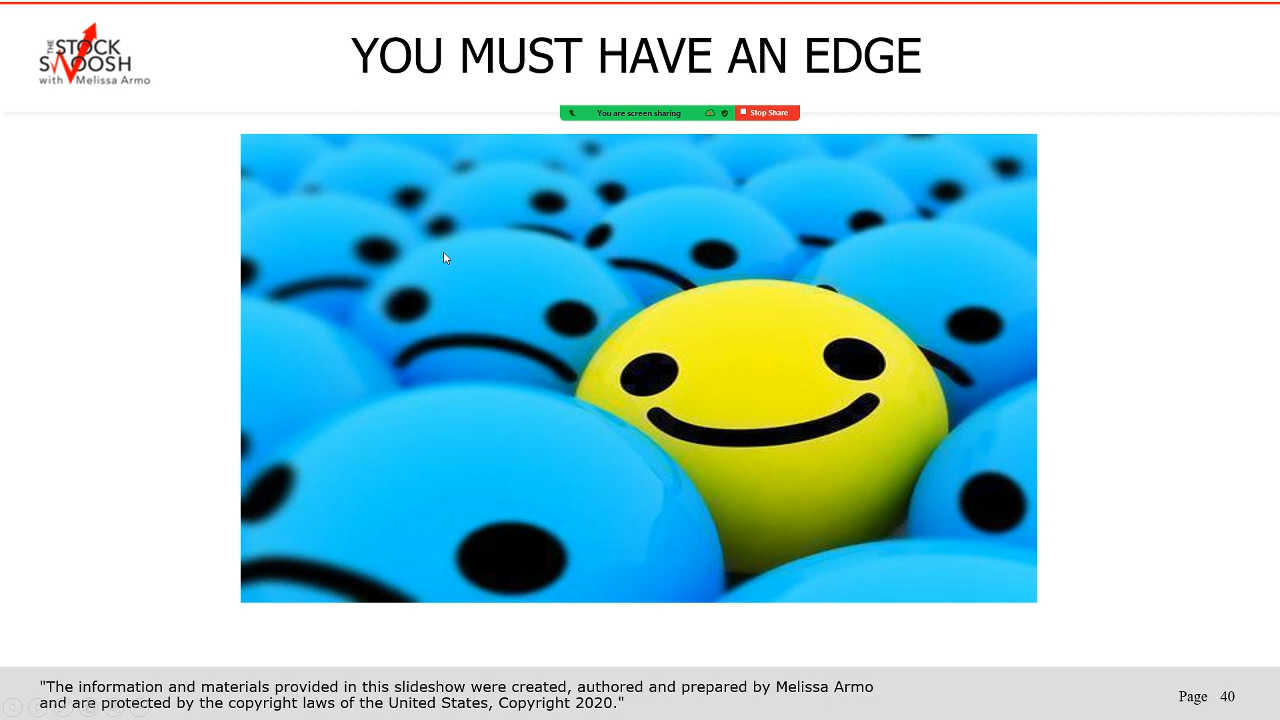 YOU MUST HAVE AN EDGE
THE
STOCK
SWOOSH
with Melissa Armo
You are screen sharing Stop Share
"The information and materials provided in this slideshow were created, authored and prepared by Melissa Armo
and are protected by the copyright laws of the United States, Copyright 2020."
Page 40